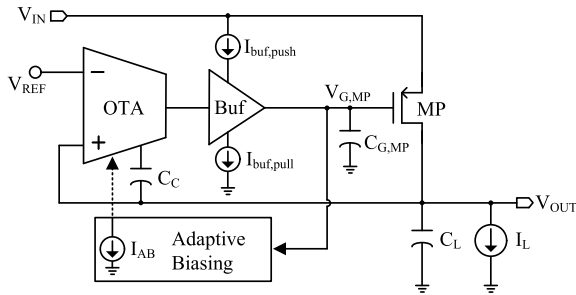 V_IN
I_buf,push
V_REF
−
OTA
+
Buf
V_G,MP
MP
C_G,MP
I_buf,pull
C_C
V_OUT
I_AB
Adaptive
Biasing
C_L
I_L